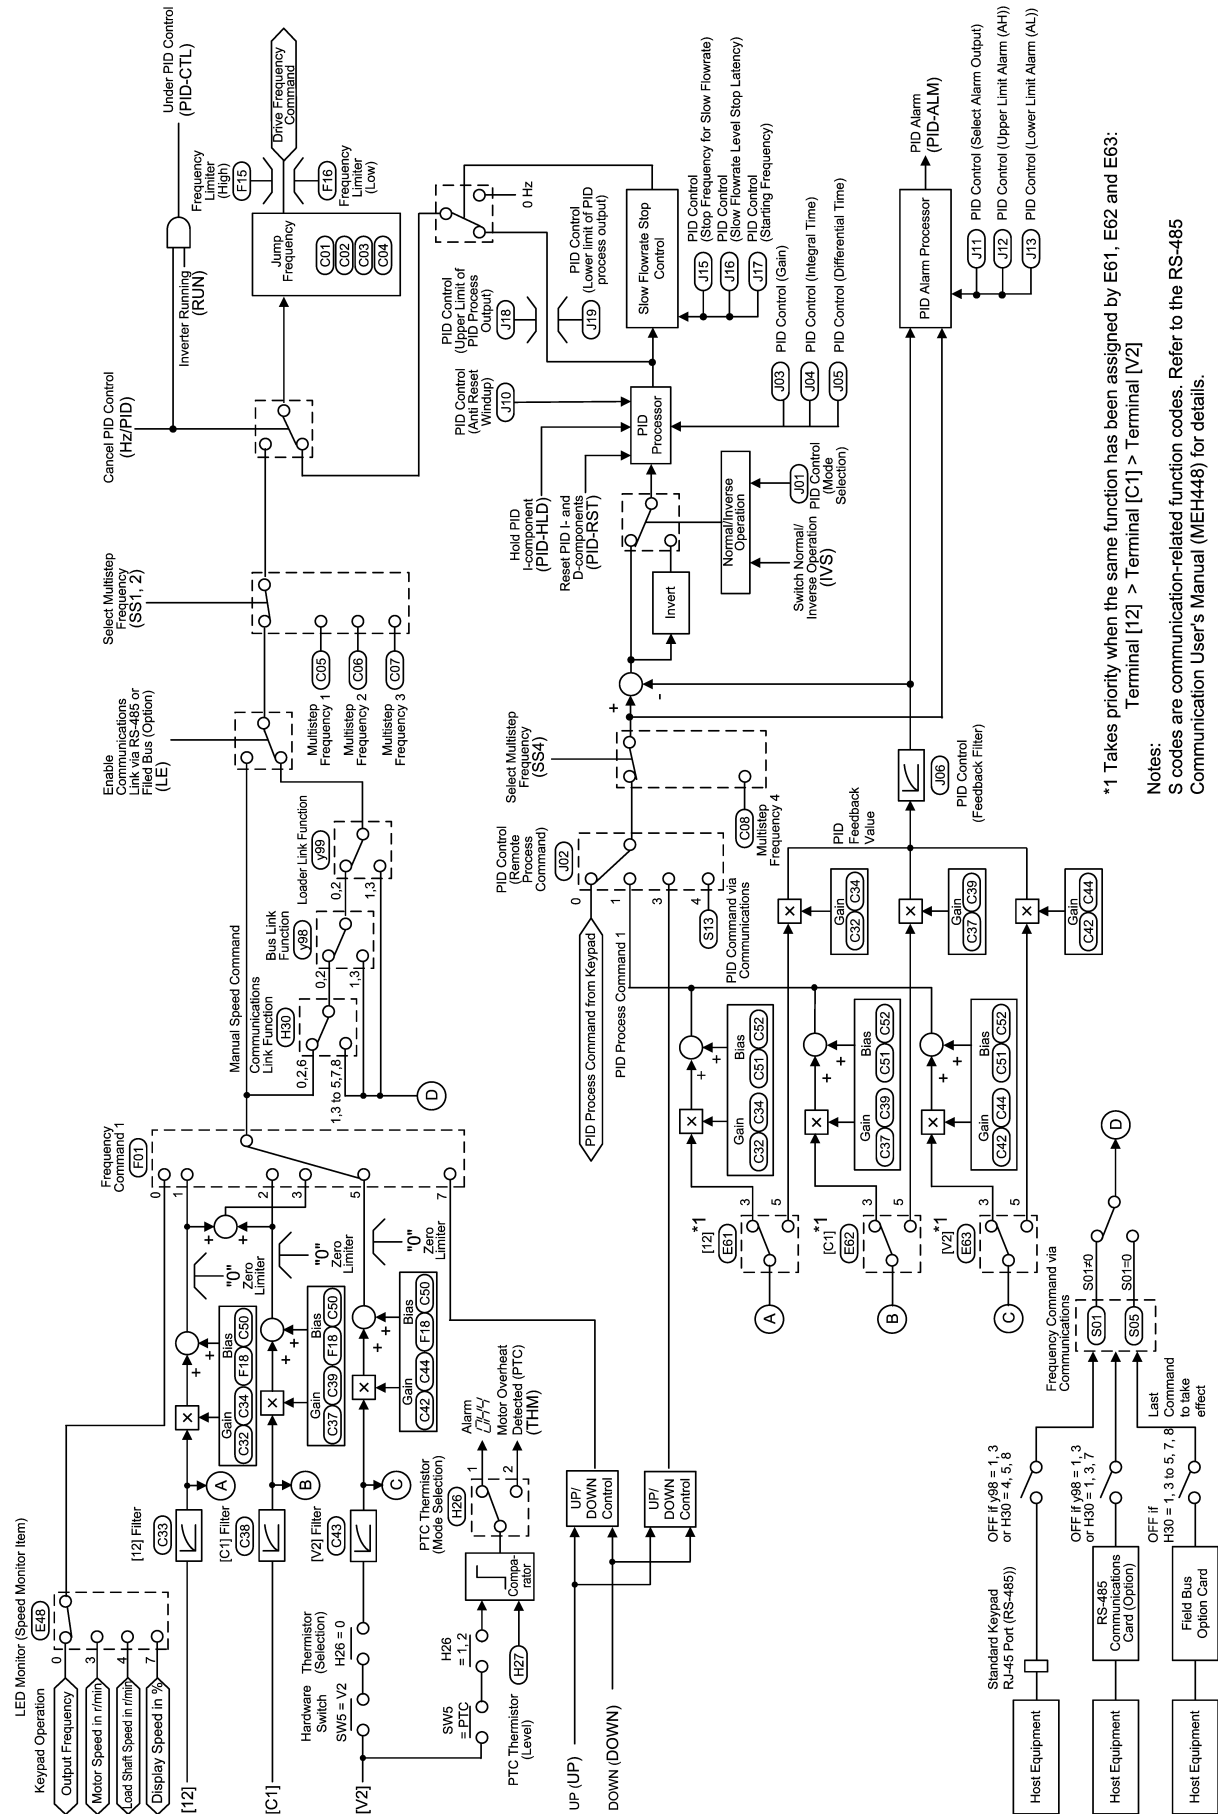 LED Monitor (Speed Monitor Item)
E48
Keypad Operation
0
Output Frequency
3
Motor Speed in r/min
4
Load Shaft Speed in r/min
7
Display Speed in %
[12]
[12] Filter
C33
A
Gain
C32
C34
Bias
F18
C50
×
+
+
"0"
Zero
Limiter
+
+
[C1]
[C1] Filter
C38
B
Gain
C37
C39
Bias
F18
C50
×
+
+
"0"
Zero
Limiter
[V2]
Hardware
Switch
SW5 = V2
Thermistor
(Selection)
H26 = 0
[V2] Filter
C43
C
Gain
C42
C44
Bias
F18
C50
×
+
+
"0"
Zero
Limiter
SW5
= PTC
H26
= 1, 2
PTC Thermistor
(Level)
H27
Compa-
rator
PTC Thermistor
(Mode Selection)
H26
1
2
Alarm
0H4
Motor Overheat
Detected (PTC)
(THM)
UP (UP)
DOWN (DOWN)
UP/
DOWN
Control
UP/
DOWN
Control
Frequency
Command 1
F01
0
1
2
3
5
7
Manual Speed Command
Communications
Link Function
H30
0,2,6
1,3 to 5,7,8
D
Bus Link
Function
y98
0,2
1,3
Loader Link Function
y99
0,2
1,3
Enable
Communications
Link via RS-485 or
Filed Bus (Option)
(LE)
Select Multistep
Frequency
(SS1, 2)
Multistep
Frequency 1
C05
Multistep
Frequency 2
C06
Multistep
Frequency 3
C07
Cancel PID Control
(Hz/PID)
Inverter Running
(RUN)
Under PID Control
(PID-CTL)
Jump
Frequency
C01
C02
C03
C04
Frequency
Limiter
(High)
F15
F16
Frequency
Limiter
(Low)
Drive Frequency
Command
PID Process Command from Keypad
PID Process Command 1
PID Control
(Remote
Process
Command)
J02
0
1
3
4
S13
PID Command via
Communications
Select Multistep
Frequency
(SS4)
C08
Multistep
Frequency 4
+
-
Invert
Normal/Inverse
Operation
Switch Normal/
Inverse Operation
(IVS)
J01
PID Control
(Mode
Selection)
Hold PID
I-component
(PID-HLD)
Reset PID I- and
D-components
(PID-RST)
PID Control
(Anti Reset
Windup)
J10
PID
Processor
J03
PID Control (Gain)
J04
PID Control (Integral Time)
J05
PID Control (Differential Time)
PID Control
(Upper Limit of
PID Process
Output)
J18
J19
PID Control
(Lower limit of PID
process output)
0 Hz
Slow Flowrate Stop
Control
J15
PID Control
(Stop Frequency for Slow Flowrate)
J16
PID Control
(Slow Flowrate Level Stop Latency)
J17
PID Control
(Starting Frequency)
A
*1
[12]
E61
3
5
×
Gain
C32
C34
Bias
C51
C52
+
+
B
*1
[C1]
E62
3
5
×
Gain
C37
C39
Bias
C51
C52
+
+
C
*1
[V2]
E63
3
5
×
Gain
C42
C44
Bias
C51
C52
+
+
×
Gain
C32
C34
×
Gain
C37
C39
×
Gain
C42
C44
PID
Feedback
Value
J06
PID Control
(Feedback Filter)
PID Alarm Processor
PID Alarm
(PID-ALM)
J11
PID Control (Select Alarm Output)
J12
PID Control (Upper Limit Alarm (AH))
J13
PID Control (Lower Limit Alarm (AL)
Host Equipment
Standard Keypad
RJ-45 Port (RS-485))
OFF if y98 = 1, 3
or H30 = 4, 5, 8
Host Equipment
RS-485
Communications
Card (Option)
OFF if y98 = 1, 3
or H30 = 1, 3, 7
Host Equipment
Field Bus
Option Card
OFF if
H30 = 1, 3 to 5, 7, 8
Frequency Command via
Communications
S01
S05
Last
Command
to take
effect
S01≠0
S01=0
D
*1 Takes priority when the same function has been assigned by E61, E62 and E63:
Terminal [12] > Terminal [C1] > Terminal [V2]
Notes:
S codes are communication-related function codes. Refer to the RS-485
Communication User's Manual (MEH448) for details.